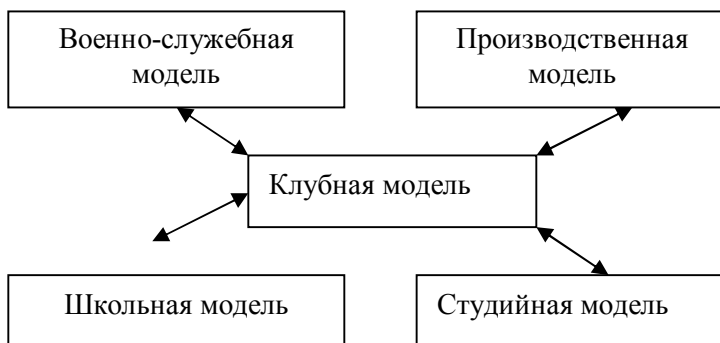 Военно-служебная
модель
Производственная
модель
Клубная модель
Школьная модель
Студийная модель